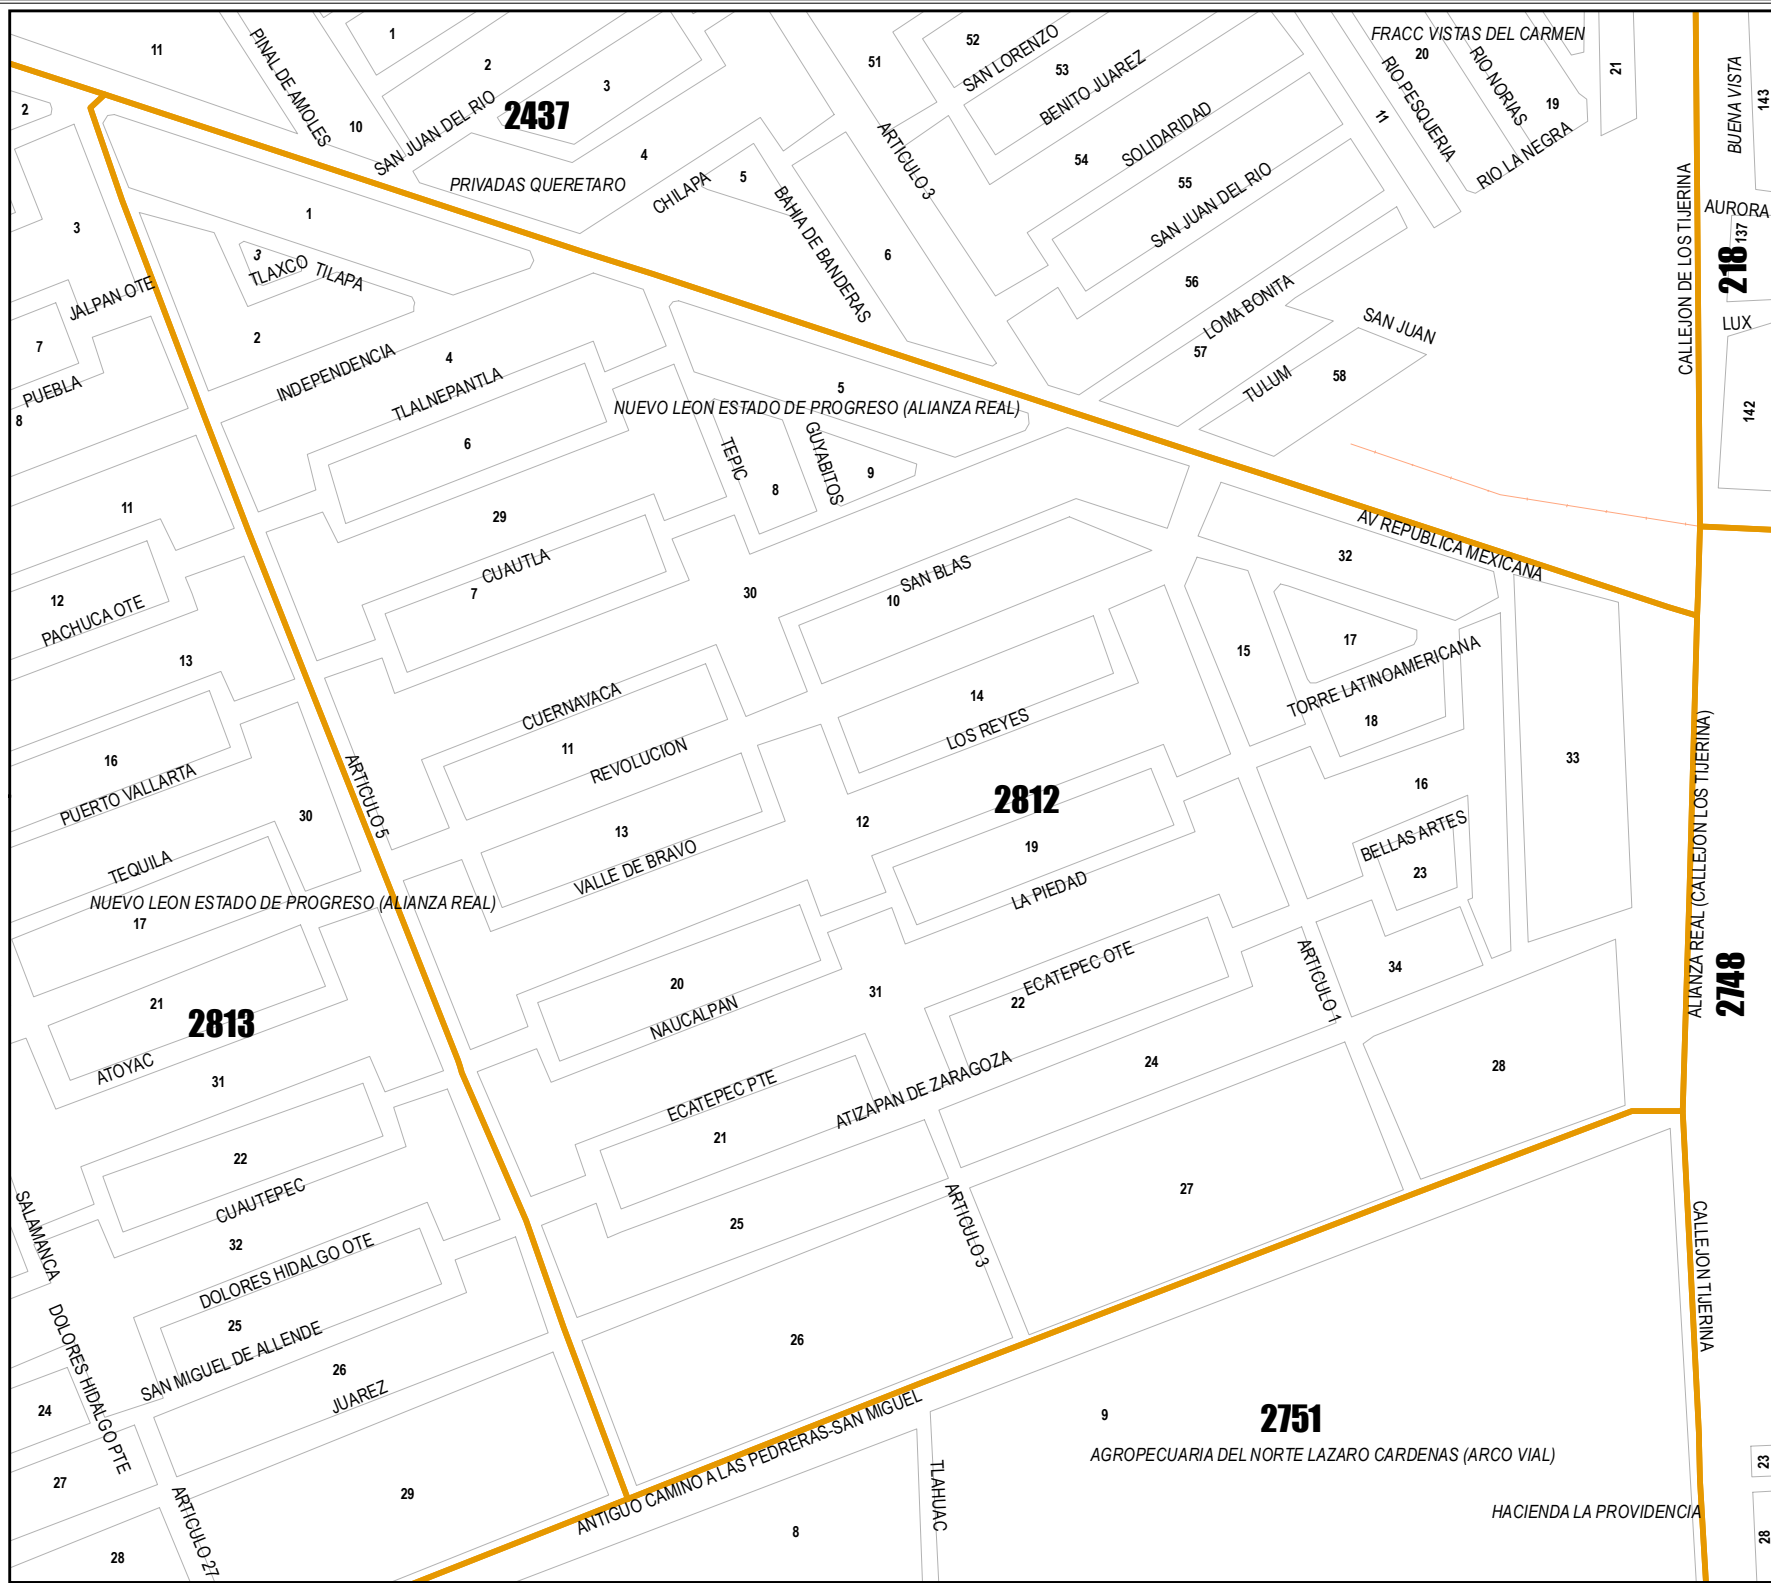 11
PINAL DE AMOLES
1
2
3
SAN JUAN DEL RIO
2437
10
4
PRIVADAS QUERETARO
CHILAPA
5
BAHIA DE BANDERAS
6
51
52
SAN LORENZO
53
BENITO JUAREZ
ARTICULO 3
54
SOLIDARIDAD
55
SAN JUAN DEL RIO
56
LOMA BONITA
57
SAN JUAN
TULUM
58
FRACC VISTAS DEL CARMEN
20
RIO PESQUERIA
11
RIO NORIAS
19
RIO LA NEGRA
21
CALLEJON DE LOS TIJERINA
BUENA VISTA
143
AURORA
137
218
LUX
142
2
3
1
3
TLAXCO
TILAPA
2
JALPAN OTE
7
PUEBLA
8
INDEPENDENCIA
4
TLALNEPANTLA
6
5
NUEVO LEON ESTADO DE PROGRESO (ALIANZA REAL)
TEPIC
8
GUYABITOS
9
11
29
CUAUTLA
7
12
PACHUCA OTE
13
30
SAN BLAS
10
AV REPUBLICA MEXICANA
32
15
17
TORRE LATINOAMERICANA
18
14
LOS REYES
CUERNAVACA
11
REVOLUCION
16
PUERTO VALLARTA
ARTICULO 5
30
TEQUILA
13
VALLE DE BRAVO
12
2812
19
LA PIEDAD
16
BELLAS ARTES
23
33
ALIANZA REAL (CALLEJON LOS TIJERINA)
2748
NUEVO LEON ESTADO DE PROGRESO (ALIANZA REAL)
17
21
2813
ATOYAC
31
20
NAUCALPAN
31
ECATEPEC OTE
22
ARTICULO 1
34
28
24
ATIZAPAN DE ZARAGOZA
ECATEPEC PTE
21
22
CUAUTEPEC
SALAMANCA
32
DOLORES HIDALGO OTE
25
SAN MIGUEL DE ALLENDE
26
JUAREZ
25
ARTICULO 3
27
26
CALLEJON TIJERINA
DOLORES HIDALGO PTE
24
27
ARTICULO 27
28
29
ANTIGUO CAMINO A LAS PEDRERAS-SAN MIGUEL
8
TLAHUAC
9
2751
AGROPECUARIA DEL NORTE LAZARO CARDENAS (ARCO VIAL)
HACIENDA LA PROVIDENCIA
23
28